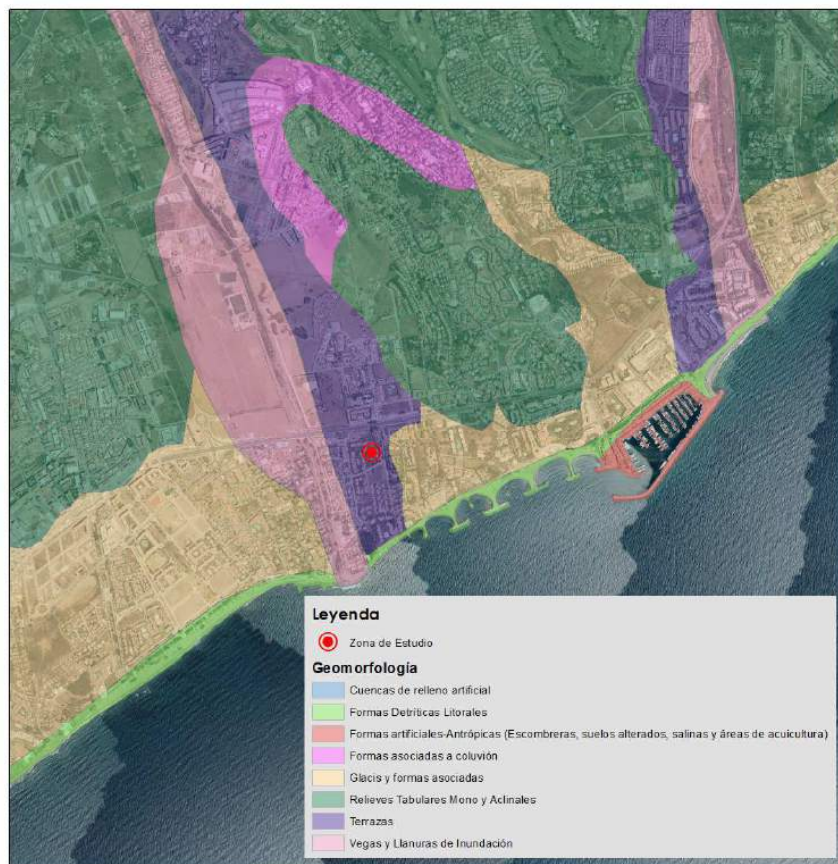 Leyenda
Zona de Estudio
Geomorfología
Cuencas de relleno artificial
Formas Detríticas Litorales
Formas artificiales-Antrópicas (Escombreras, suelos alterados, salinas y áreas de acuicultura)
Formas asociadas a coluvión
Glacis y formas asociadas
Relieves Tabulares Mono y Aclinales
Terrazas
Vegas y Llanuras de Inundación